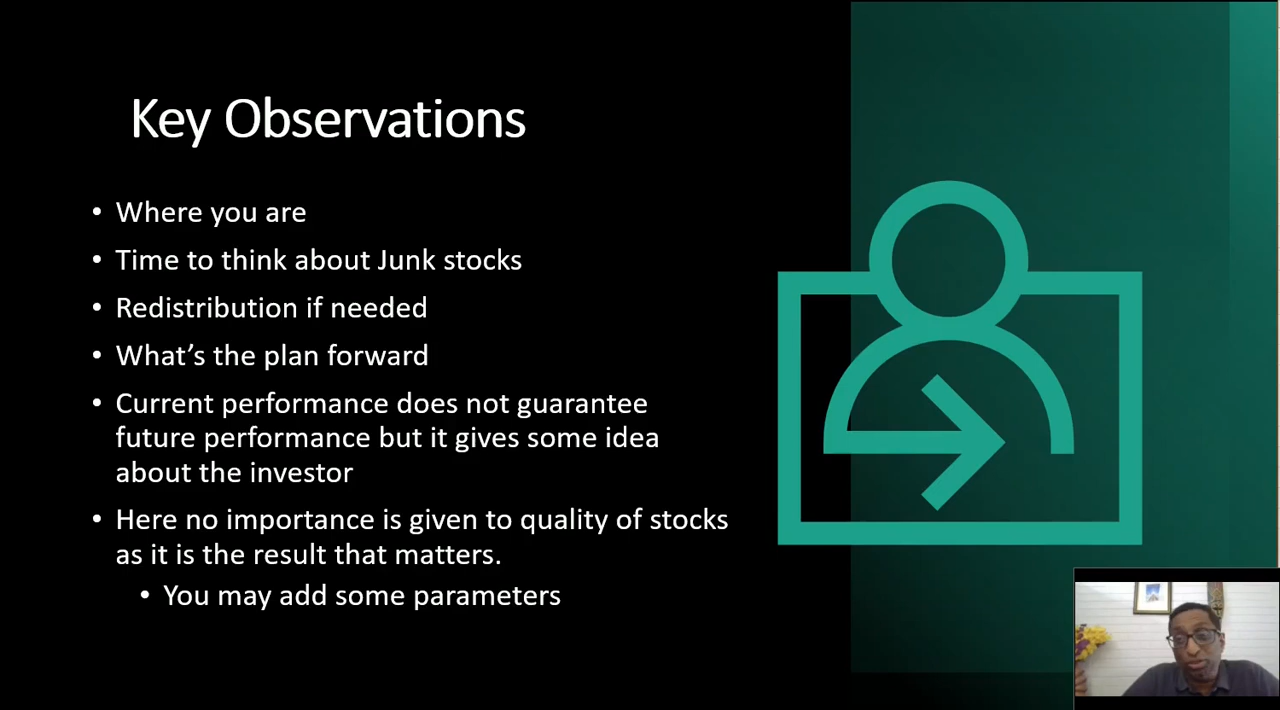 Key Observations
• Where you are
• Time to think about Junk stocks
• Redistribution if needed
• What's the plan forward
• Current performance does not guarantee
future performance but it gives some idea
about the investor
• Here no importance is given to quality of stocks
as it is the result that matters.
• You may add some parameters